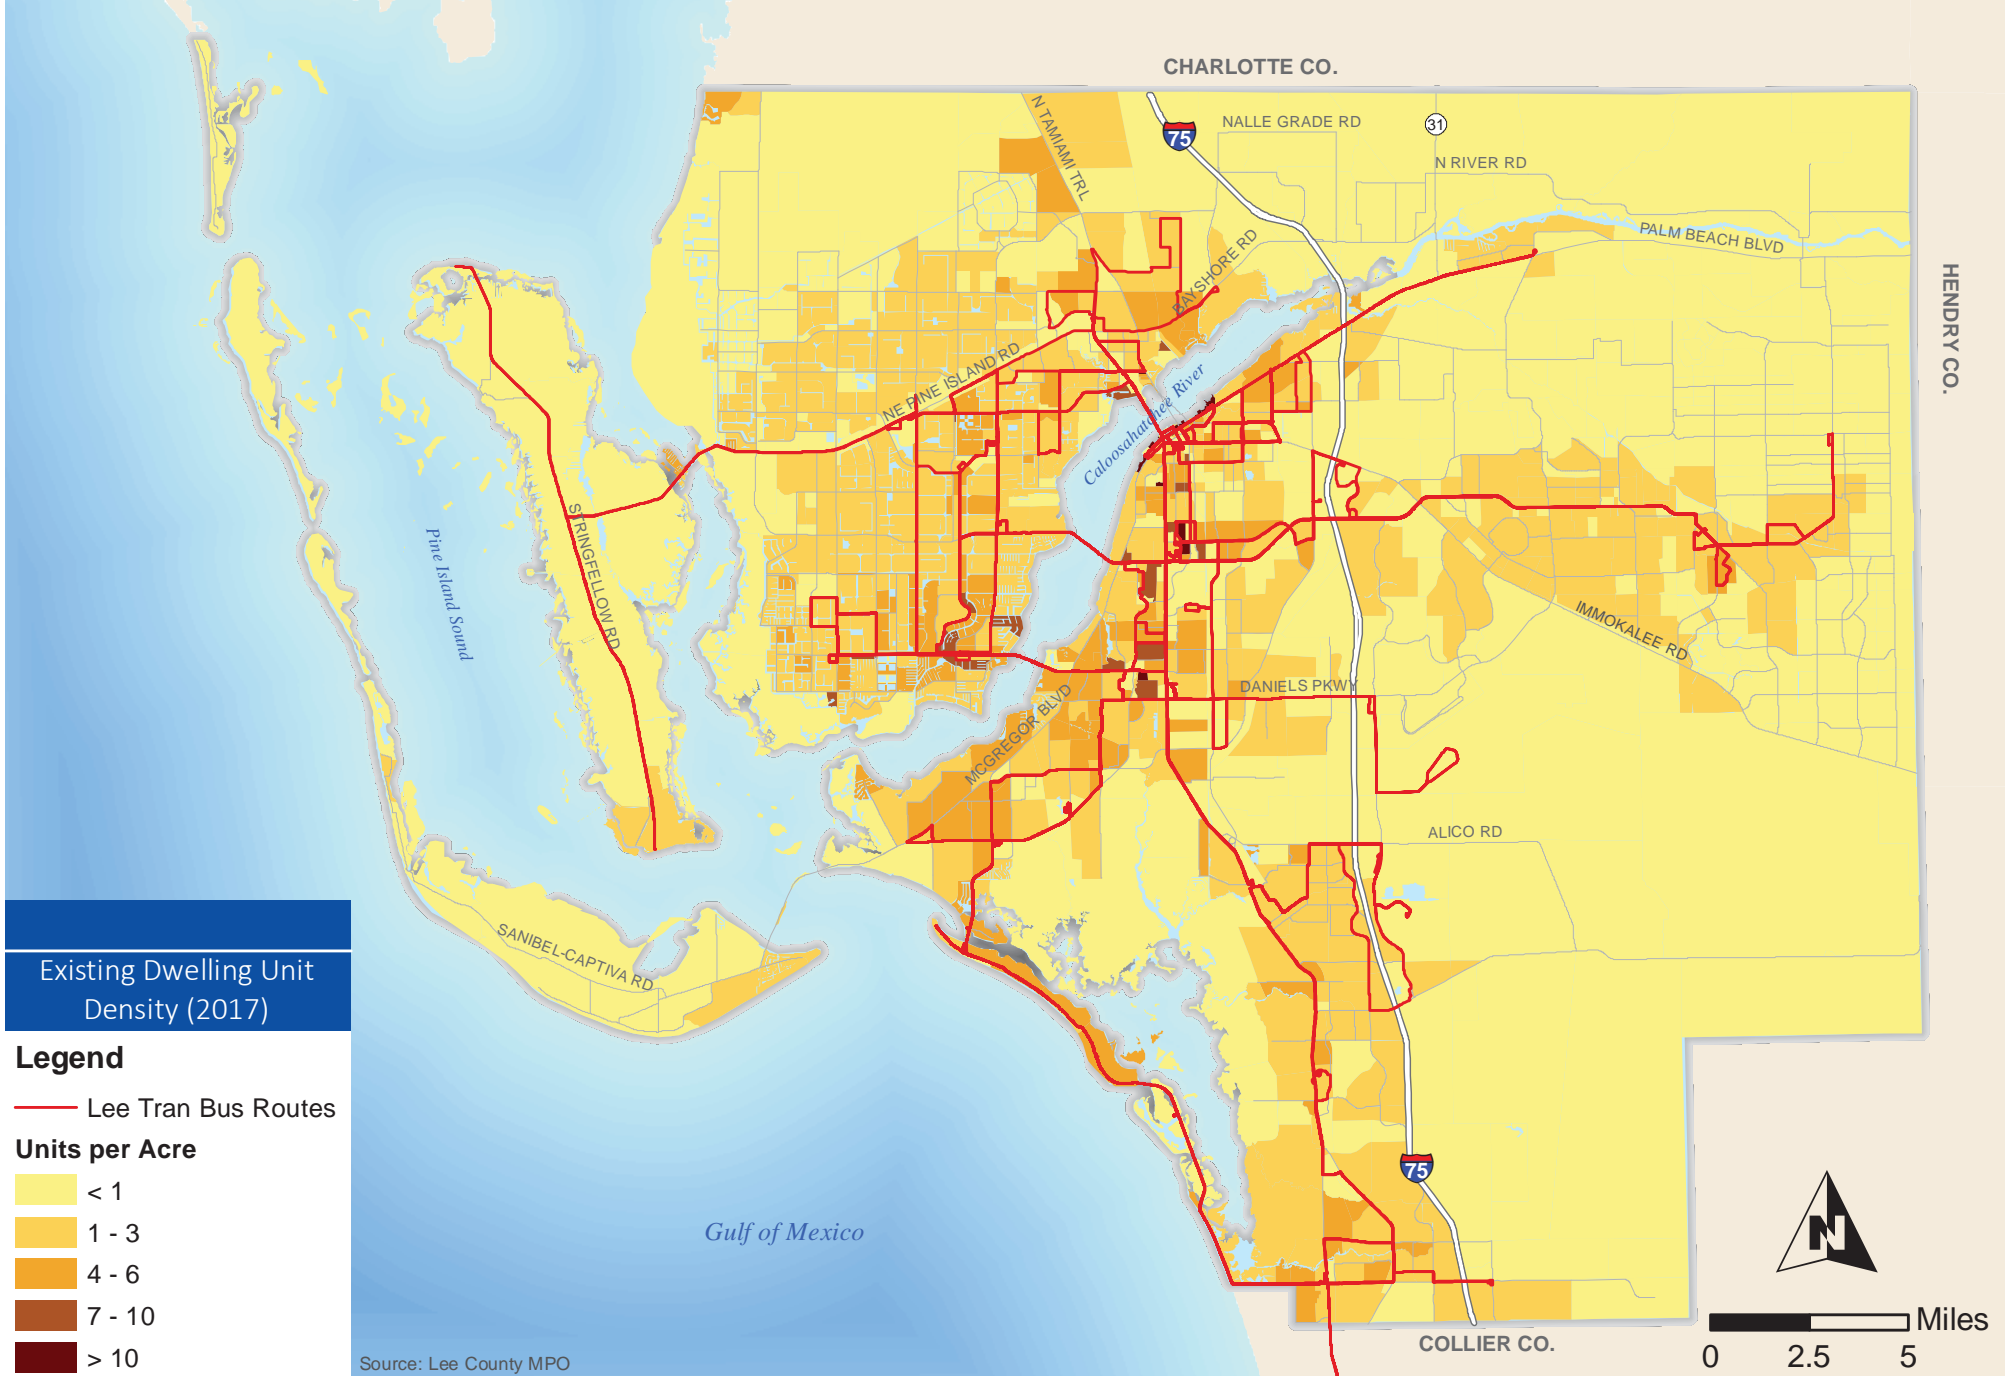 CHARLOTTE CO.
N TAMIAMI TRL
75
NALLE GRADE RD
31
N RIVER RD
PALM BEACH BLVD
BAYSHORE RD
HENDRY CO.
NE PINE ISLAND RD
Caloosahatchee River
Pine Island Sound
STRINGFELLOW RD
IMMOKALEE RD
DANIELS PKWY
MCGREGOR BLVD
ALICO RD
SANIBEL-CAPTIVA RD
Existing Dwelling Unit
Density (2017)
Legend
Lee Tran Bus Routes
Units per Acre
< 1
1 - 3
4 - 6
7 - 10
> 10
75
Gulf of Mexico
N
Miles
0 2.5 5
COLLIER CO.
Source: Lee County MPO